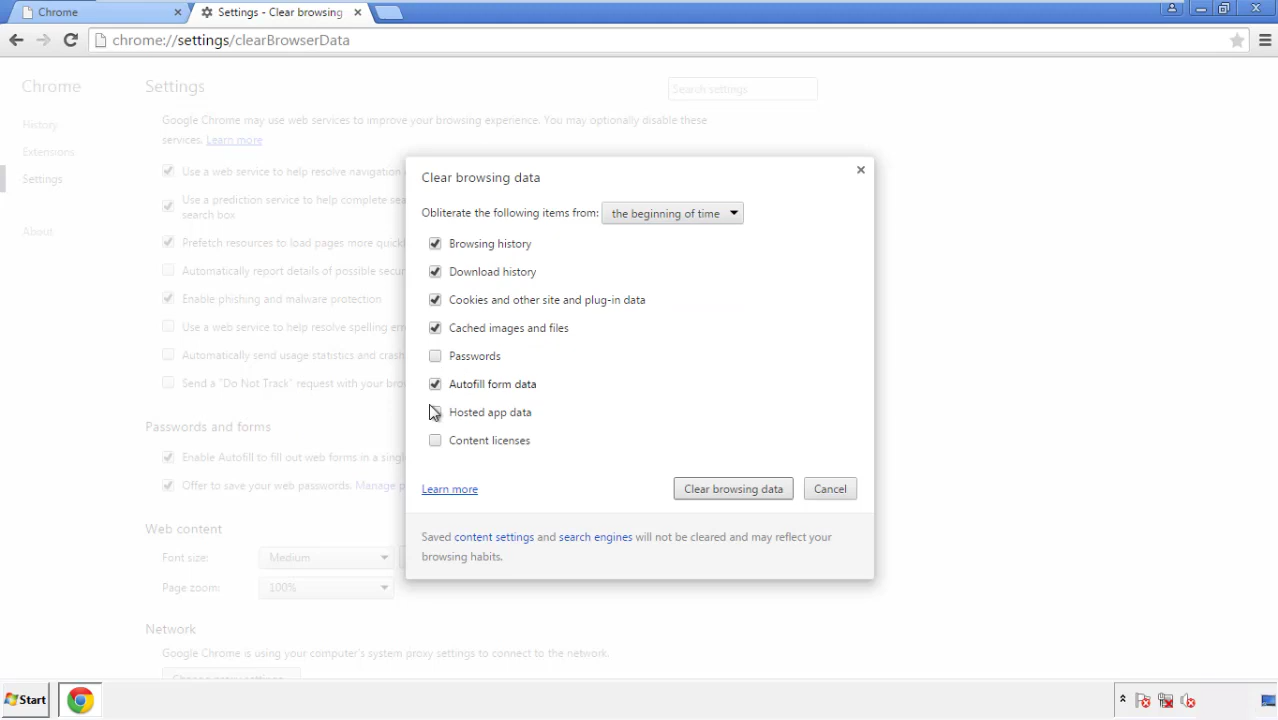 Chrome
Settings - Clear browsing
chrome://settings/clearBrowserData
Chrome
Settings
Search settings
History
Extensions
Settings
About
Google Chrome may use web services to improve your browsing experience. You may optionally disable these
services. Learn more
Use a web service to help resolve navigation
Use a prediction service to help complete
search box
Prefetch resources to load pages more
Automatically report details of possible
Enable phishing and malware protection
Use a web service to help resolve spelling
Automatically send usage statistics and
Send a "Do Not Track" request with your
Passwords and forms
Enable Autofill to fill out web forms in a
Offer to save your web passwords. Manage
Web content
Font size: Medium
Page zoom: 100%
Network
Google Chrome is using your computer's system proxy settings to connect to the network.
Clear browsing data
Obliterate the following items from: the beginning of time
Browsing history
Download history
Cookies and other site and plug-in data
Cached images and files
Passwords
Autofill form data
Hosted app data
Content licenses
Learn more
Clear browsing data
Cancel
Saved content settings and search engines will not be cleared and may reflect your
browsing habits.
Start